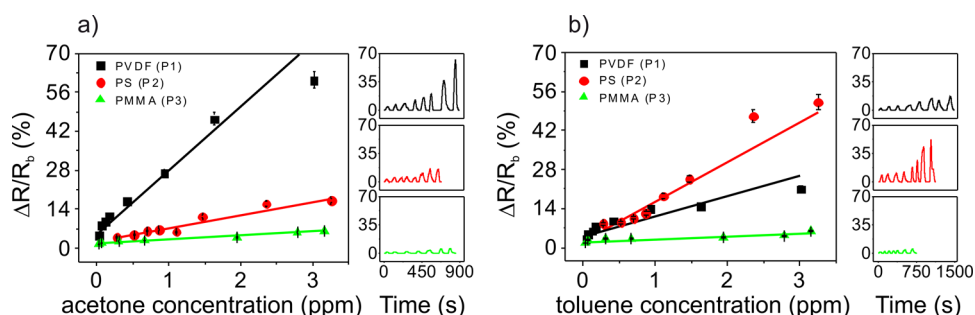 a)
70
56
42
28
14
0
ΔR/R_b (%)
PVDF (P1)
PS (P2)
PMMA (P3)
0 1 2 3
acetone concentration (ppm)
70
35
0
70
35
0
70
35
0
0 450 900
Time (s)
b)
70
56
42
28
14
0
ΔR/R_b (%)
PVDF (P1)
PS (P2)
PMMA (P3)
0 1 2 3
toluene concentration (ppm)
70
35
0
70
35
0
70
35
0
0 750 1500
Time (s)